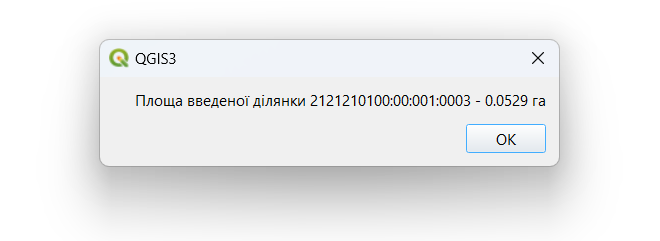 QGIS3
Площа введеної ділянки 2121210100:00:001:0003 - 0.0529 га
OK